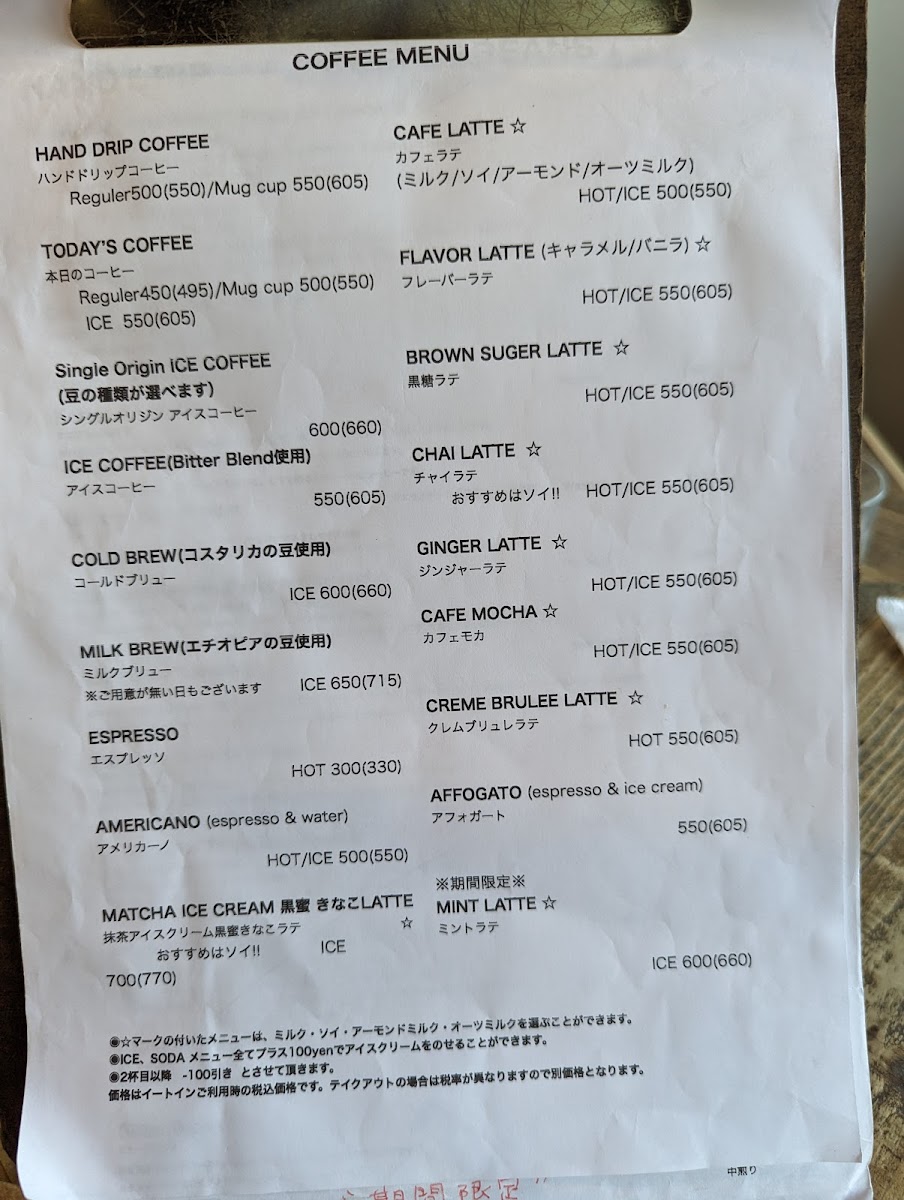 COFFEE MENU
HAND DRIP COFFEE
ハンドドリップコーヒー
Reguler500(550)/Mug cup 550(605)
TODAY'S COFFEE
本日のコーヒー
Reguler450(495)/Mug cup 500(550)
ICE 550(605)
Single Origin ICE COFFEE
(豆の種類が選べます)
シングルオリジン アイスコーヒー
600(660)
ICE COFFEE(Bitter Blend使用)
アイスコーヒー
550(605)
COLD BREW(コスタリカの豆使用)
コールドブリュー
ICE 600(660)
MILK BREW(エチオピアの豆使用)
ミルクブリュー
※ご用意が無い日もございます ICE 650(715)
ESPRESSO
エスプレッソ
HOT 300(330)
AMERICANO (espresso & water)
アメリカーノ
HOT/ICE 500(550)
MATCHA ICE CREAM 黒蜜 きなこLATTE
抹茶アイスクリーム黒蜜きなこラテ ☆
おすすめはソイ!! ICE
700(770)
CAFE LATTE ☆
カフェラテ
(ミルク/ソイ/アーモンド/オーツミルク)
HOT/ICE 500(550)
FLAVOR LATTE (キャラメル/バニラ) ☆
フレーバーラテ
HOT/ICE 550(605)
BROWN SUGER LATTE ☆
黒糖ラテ
HOT/ICE 550(605)
CHAI LATTE ☆
チャイラテ
おすすめはソイ!! HOT/ICE 550(605)
GINGER LATTE ☆
ジンジャーラテ
HOT/ICE 550(605)
CAFE MOCHA ☆
カフェモカ
HOT/ICE 550(605)
CREME BRULEE LATTE ☆
クレムブリュレラテ
HOT 550(605)
AFFOGATO (espresso & ice cream)
アフォガート
550(605)
※期間限定※
MINT LATTE ☆
ミントラテ
ICE 600(660)
◉☆マークの付いたメニューは、ミルク・ソイ・アーモンドミルク・オーツミルクを選ぶことができます。
◉ICE、SODA メニュー全てプラス100yenでアイスクリームをのせることができます。
◉2杯目以降 -100引き とさせて頂きます。
価格はイートインご利用時の税込価格です。テイクアウトの場合は税率が異なりますので別価格となります。
中煎り
期間限定